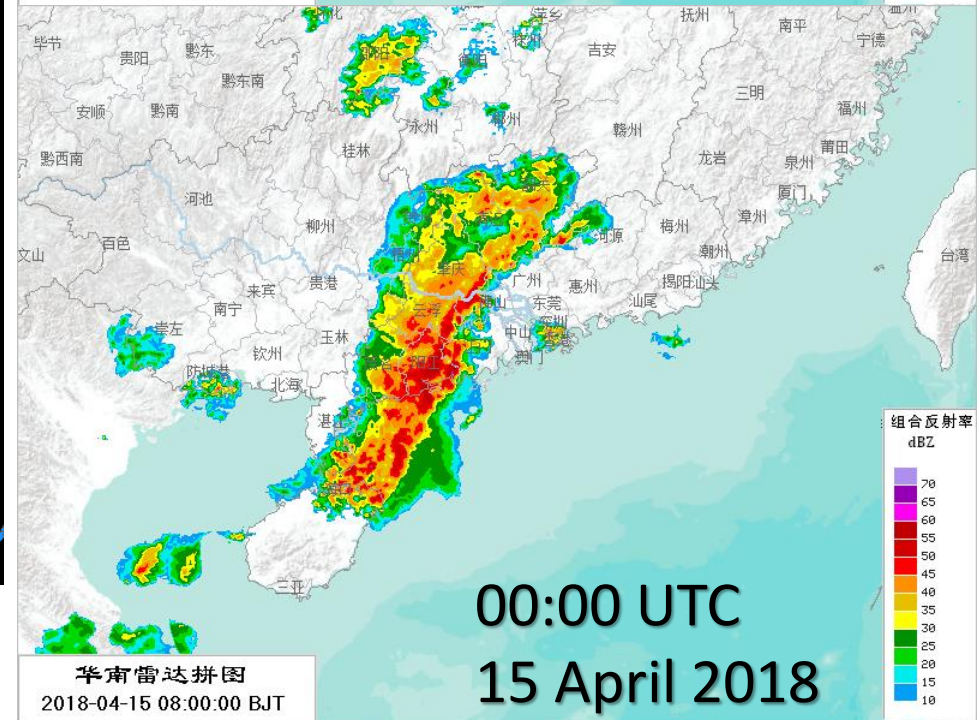 抚州
南平
宁德
毕节
贵阳
黔东
吉安
黔东南
三明
安顺
黔南
福州
永州
赣州
桂林
莆田
黔西南
龙岩
泉州
厦门
河池
漳州
柳州
梅州
河源
潮州
文山
百色
台湾
肇庆
广州
惠州
揭阳
汕头
来宾
贵港
南宁
云浮
佛山
东莞
汕尾
崇左
玉林
中山
深圳
钦州
阳江
澳门
防城港
北海
湛江
三亚
组合反射率
dBZ
70
65
60
55
50
45
40
35
30
25
20
15
10
00:00 UTC
15 April 2018
华南雷达拼图
2018-04-15 08:00:00 BJT